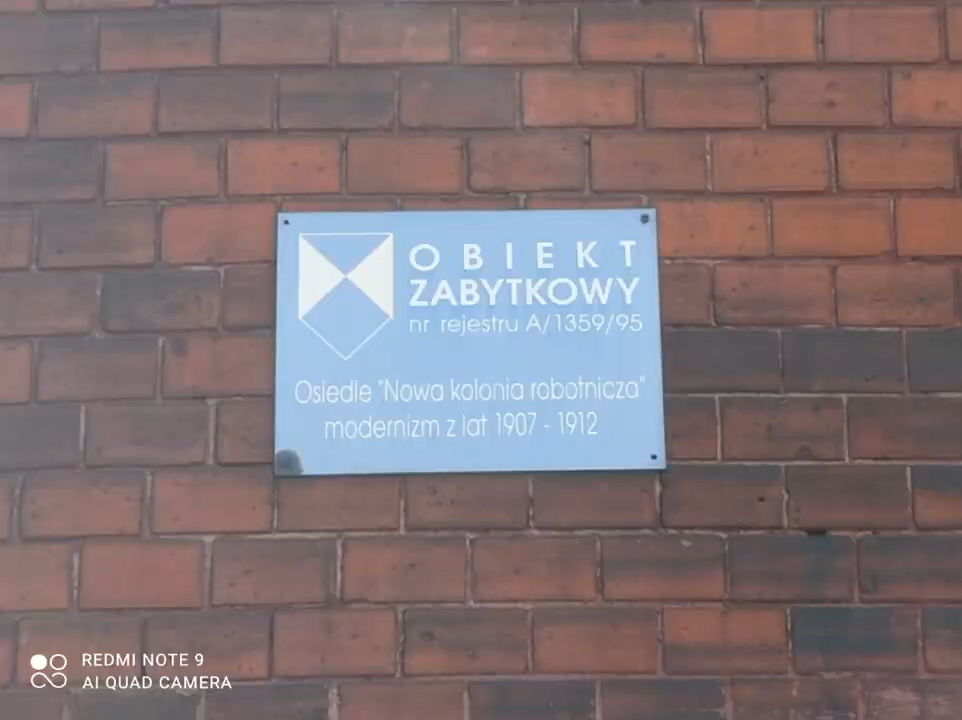 OBIEKT
ZABYTKOWY
nr rejestru A/1359/95
Osiedle "Nowa kolonia robotnicza"
modernizm z lat 1907 - 1912
REDMI NOTE 9
AI QUAD CAMERA